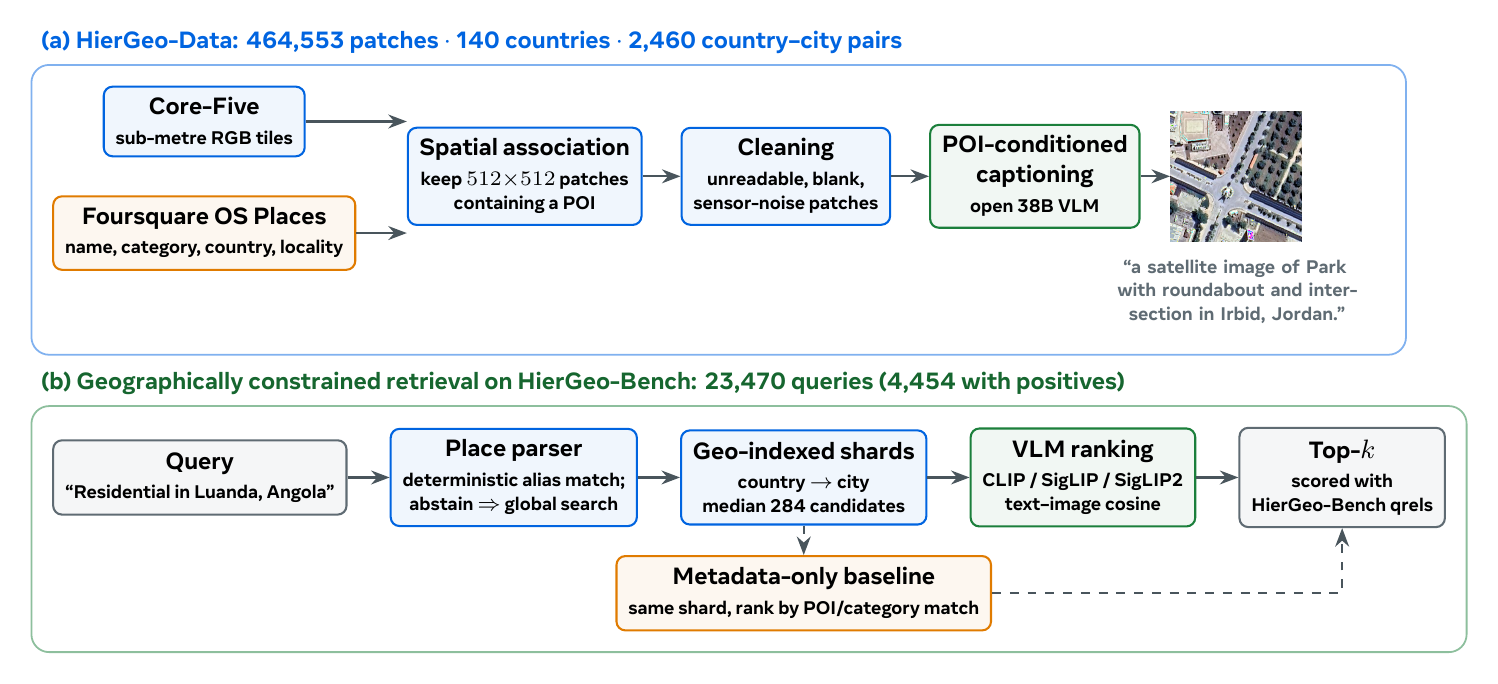 (a) HierGeo-Data: 464,553 patches · 140 countries · 2,460 country–city pairs
Core-Five
sub-metre RGB tiles
Foursquare OS Places
name, category, country, locality
Spatial association
keep 512×512 patches
containing a POI
Cleaning
unreadable, blank,
sensor-noise patches
POI-conditioned
captioning
open 38B VLM
“a satellite image of Park
with roundabout and inter-
section in Irbid, Jordan.”
(b) Geographically constrained retrieval on HierGeo-Bench: 23,470 queries (4,454 with positives)
Query
“Residential in Luanda, Angola”
Place parser
deterministic alias match;
abstain ⇒ global search
Geo-indexed shards
country → city
median 284 candidates
VLM ranking
CLIP / SigLIP / SigLIP2
text–image cosine
Top-k
scored with
HierGeo-Bench qrels
Metadata-only baseline
same shard, rank by POI/category match